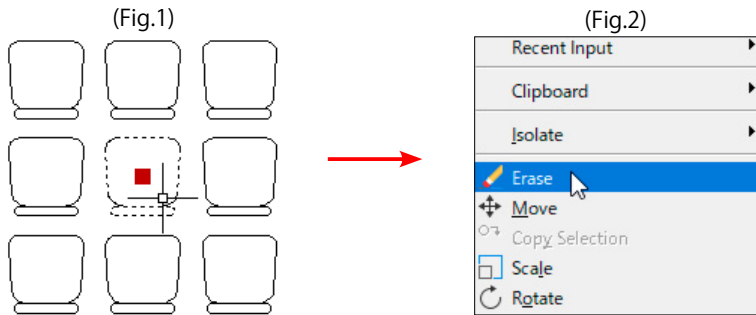 (Fig.1)
(Fig.2)
Recent Input
Clipboard
Isolate
Erase
Move
Copy Selection
Scale
Rotate